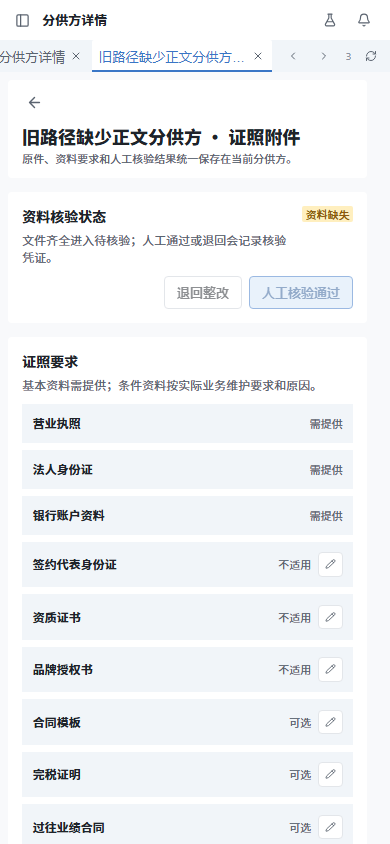 分供方详情
分供方详情
旧路径缺少正文分供方...
3
旧路径缺少正文分供方 · 证照附件
原件、资料要求和人工核验结果统一保存在当前分供方。
资料核验状态
资料缺失
文件齐全进入待核验；人工通过或退回会记录核验
凭证。
退回整改
人工核验通过
证照要求
基本资料需提供；条件资料按实际业务维护要求和原因。
营业执照
需提供
法人身份证
需提供
银行账户资料
需提供
签约代表身份证
不适用
资质证书
不适用
品牌授权书
不适用
合同模板
可选
完税证明
可选
过往业绩合同
可选